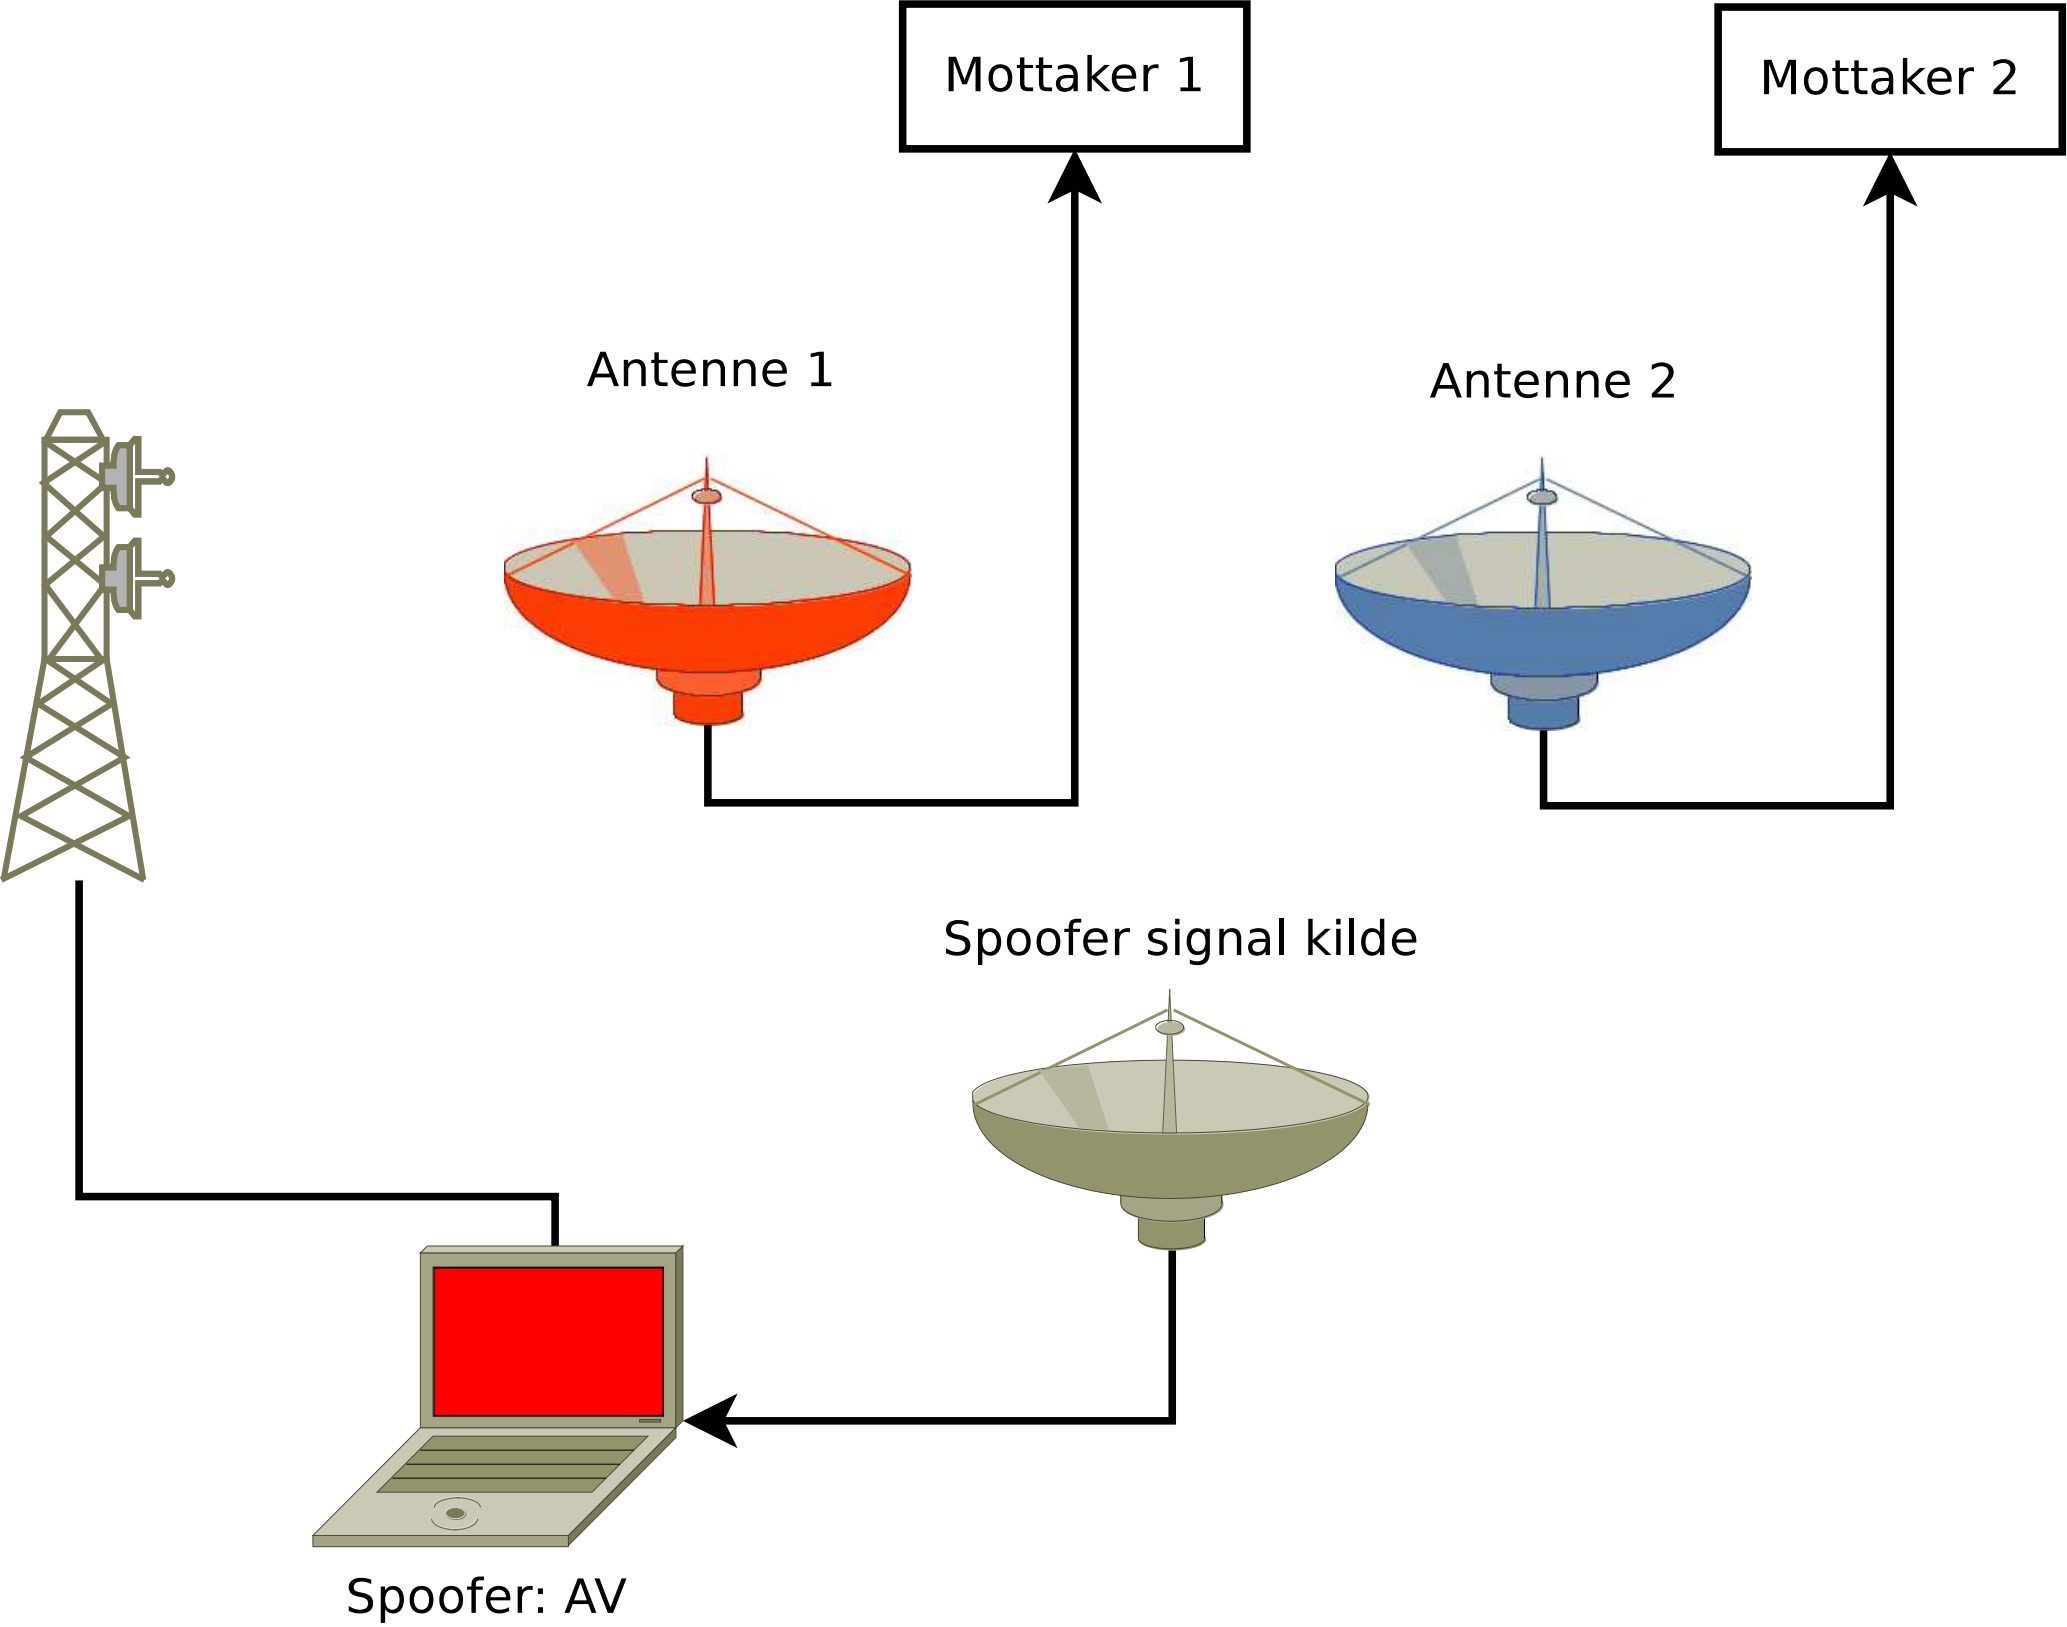 Mottaker 1
Mottaker 2
Antenne 1
Antenne 2
Spoofer signal kilde
Spoofer: AV